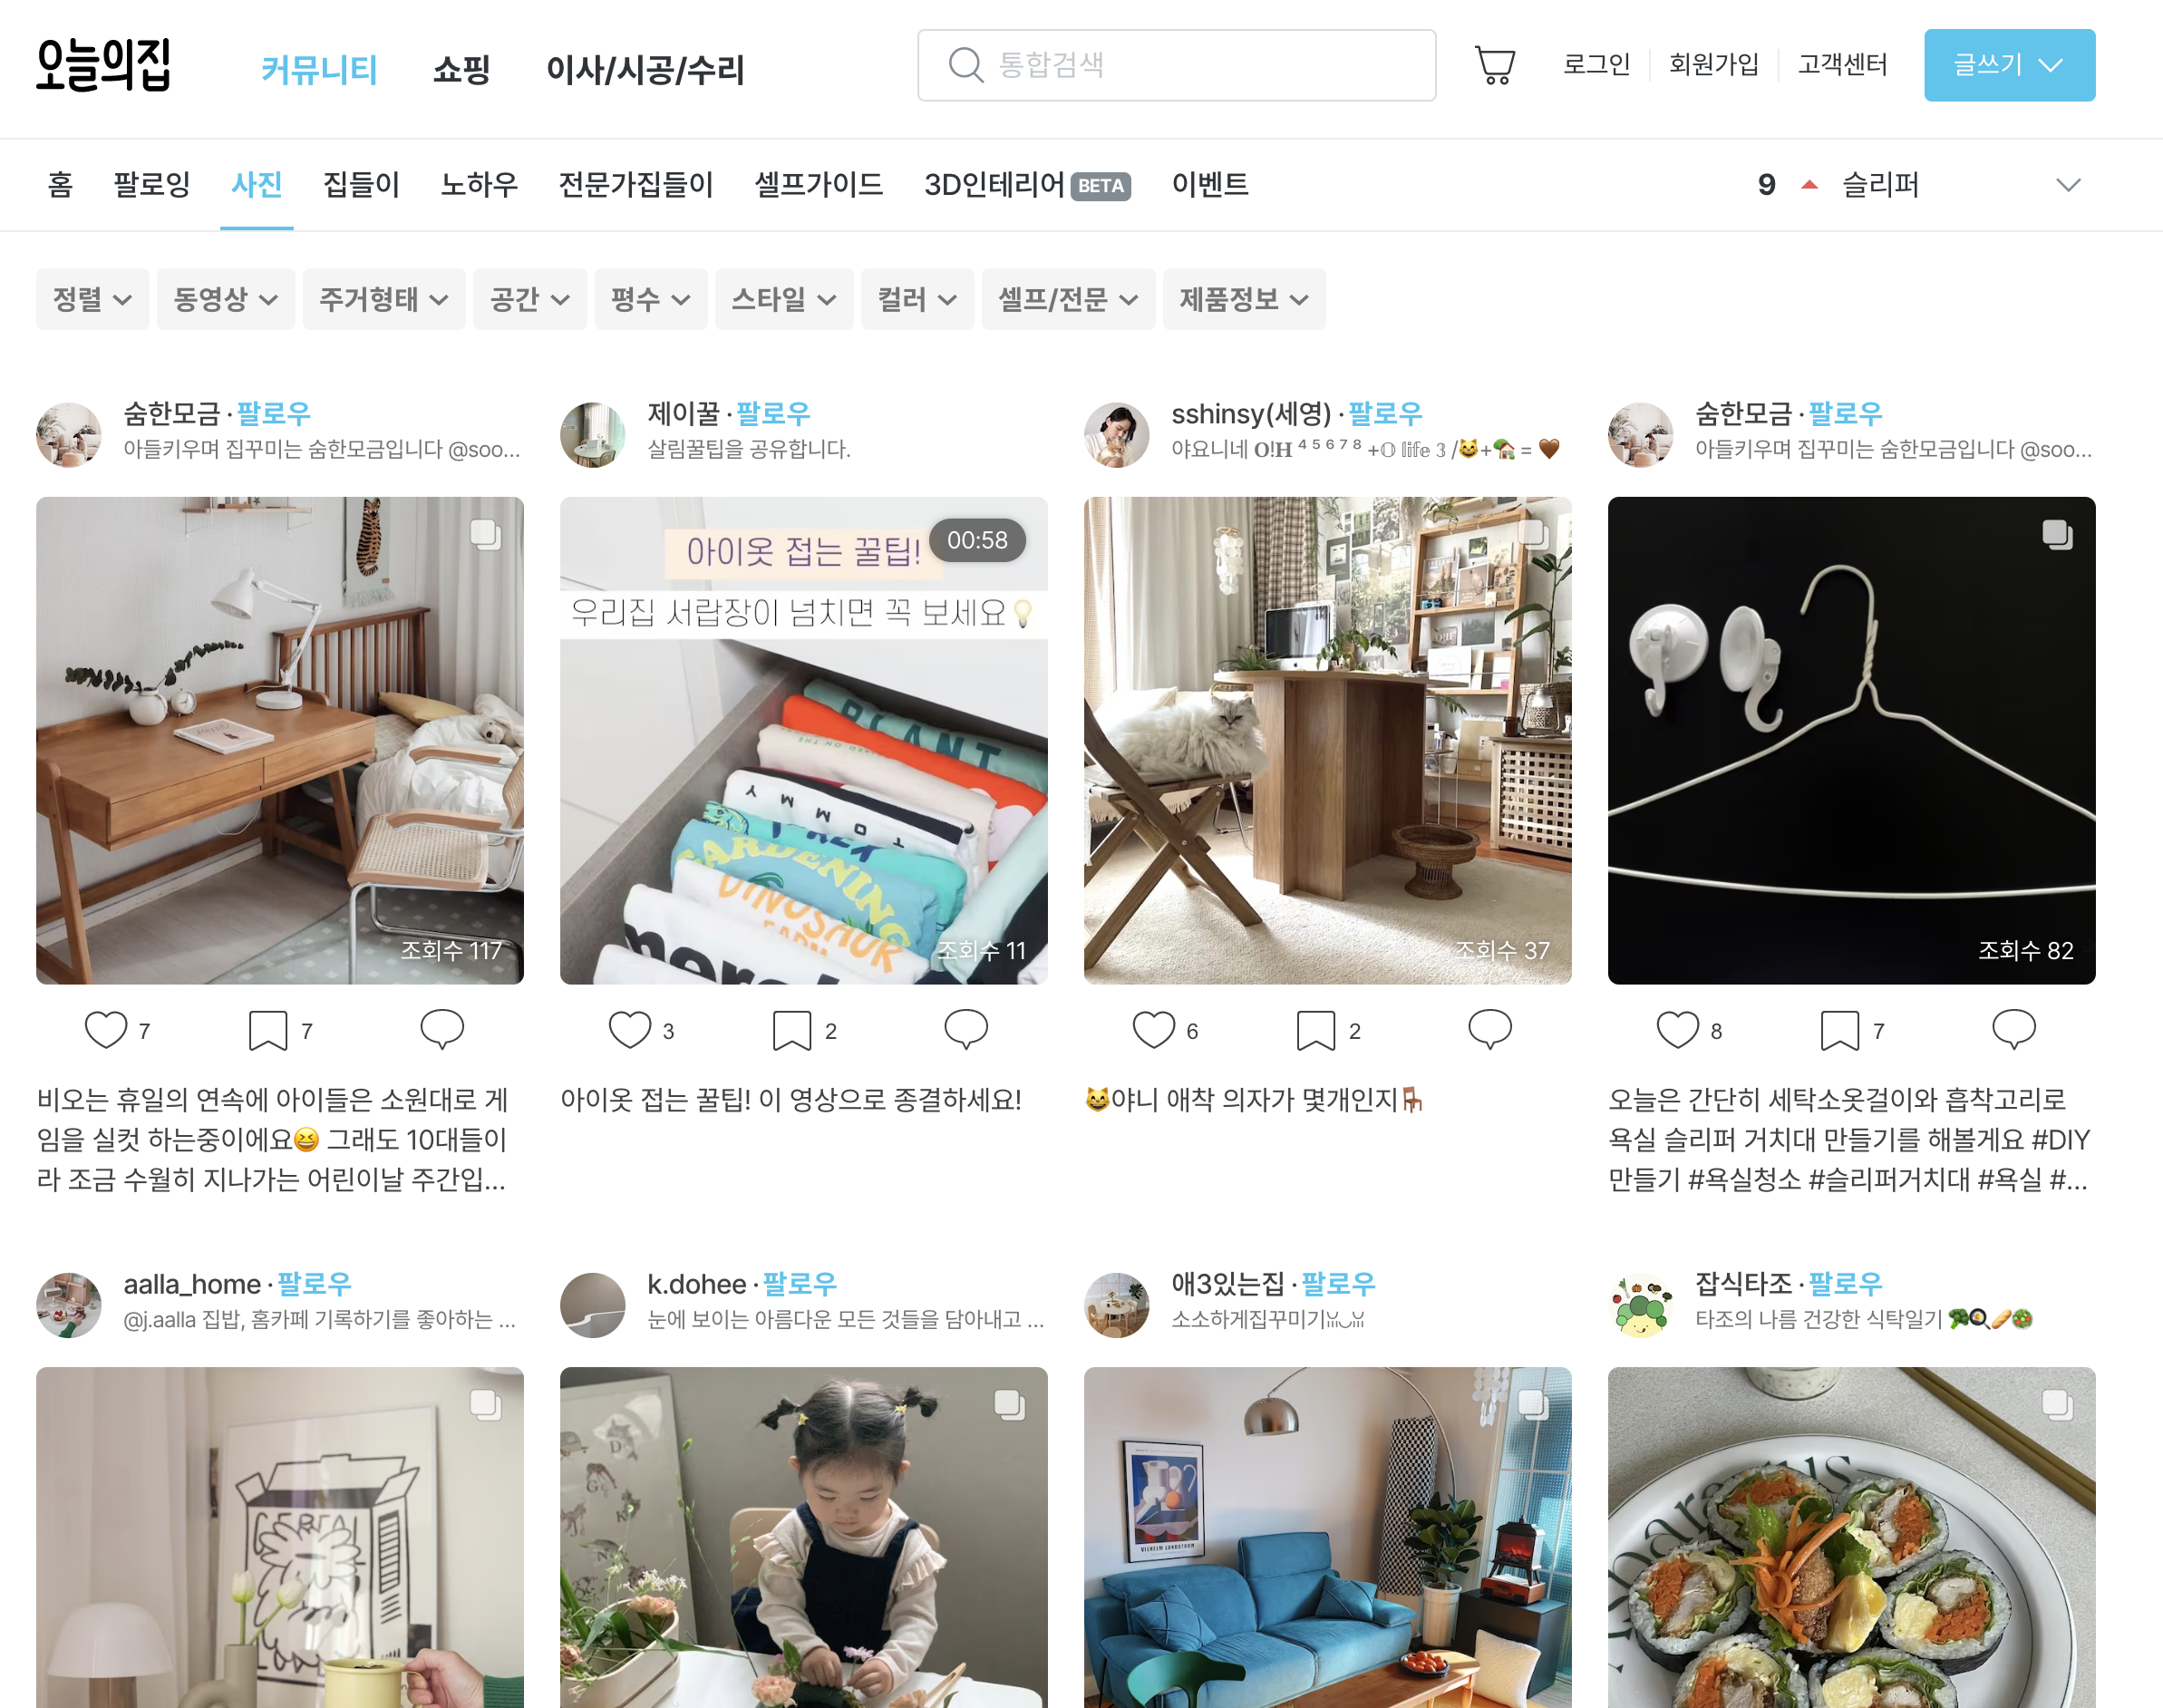 오늘의집
커뮤니티 쇼핑 이사/시공/수리
통합검색
로그인 회원가입 고객센터 글쓰기
홈 팔로잉 사진 집들이 노하우 전문가집들이 셀프가이드 3D인테리어 BETA 이벤트
9 슬리퍼
정렬 동영상 주거형태 공간 평수 스타일 컬러 셀프/전문 제품정보
숨한모금 · 팔로우
아들키우며 집꾸미는 숨한모금입니다 @soo...
조회수 117
7 7
비오는 휴일의 연속에 아이들은 소원대로 게
임을 실컷 하는중이에요😆 그래도 10대들이
라 조금 수월히 지나가는 어린이날 주간입...
제이꿀 · 팔로우
살림꿀팁을 공유합니다.
00:58
아이옷 접는 꿀팁!
우리집 서랍장이 넘치면 꼭 보세요💡
PLANT
TOMMY
GARDENING
DINOSAUR
FARM
조회수 11
3 2
아이옷 접는 꿀팁! 이 영상으로 종결하세요!
sshinsy(세영) · 팔로우
야요니네 𝐎!𝐇 ⁴ ⁵ ⁶ ⁷ ⁸ +𝕆 𝕝𝕚𝕗𝕖 𝟛 /😸+🏡 = 🤎
조회수 37
6 2
😸야니 애착 의자가 몇개인지🪑
숨한모금 · 팔로우
아들키우며 집꾸미는 숨한모금입니다 @soo...
조회수 82
8 7
오늘은 간단히 세탁소옷걸이와 흡착고리로
욕실 슬리퍼 거치대 만들기를 해볼게요 #DIY
만들기 #욕실청소 #슬리퍼거치대 #욕실 #...
aalla_home · 팔로우
@j.aalla 집밥, 홈카페 기록하기를 좋아하는 ...
CEREAL
k.dohee · 팔로우
눈에 보이는 아름다운 모든 것들을 담아내고 ...
애3있는집 · 팔로우
소소하게집꾸미기
VILHELM LUNDSTROM
잡식타조 · 팔로우
타조의 나름 건강한 식탁일기 🥦🍳🥖🥗